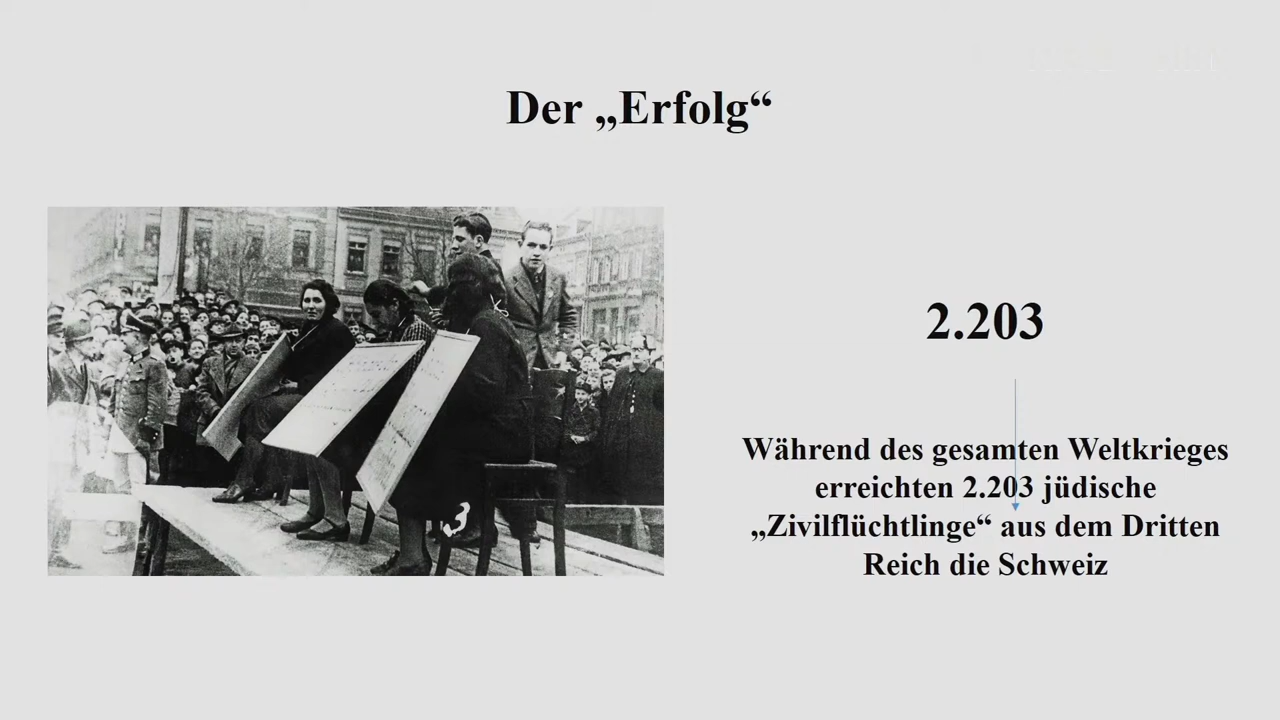 Der „Erfolg“
2.203
Während des gesamten Weltkrieges
erreichten 2.203 jüdische
„Zivilflüchtlinge“ aus dem Dritten
Reich die Schweiz